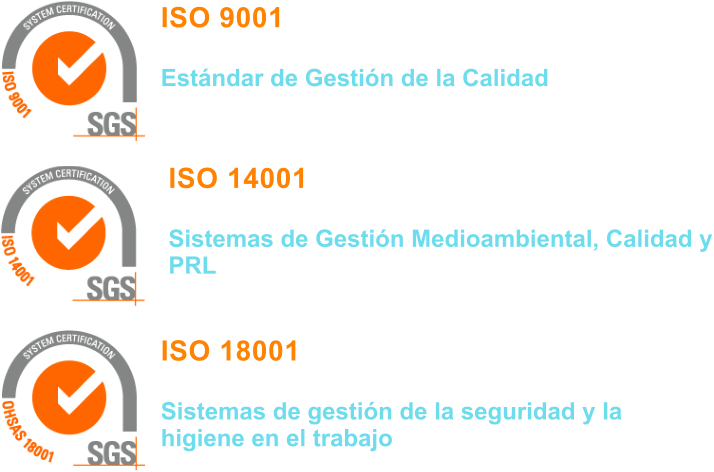 SYSTEM CERTIFICATION
ISO 9001
SGS
ISO 9001
Estándar de Gestión de la Calidad
SYSTEM CERTIFICATION
ISO 14001
SGS
ISO 14001
Sistemas de Gestión Medioambiental, Calidad y
PRL
SYSTEM CERTIFICATION
OHSAS 18001
SGS
ISO 18001
Sistemas de gestión de la seguridad y la
higiene en el trabajo